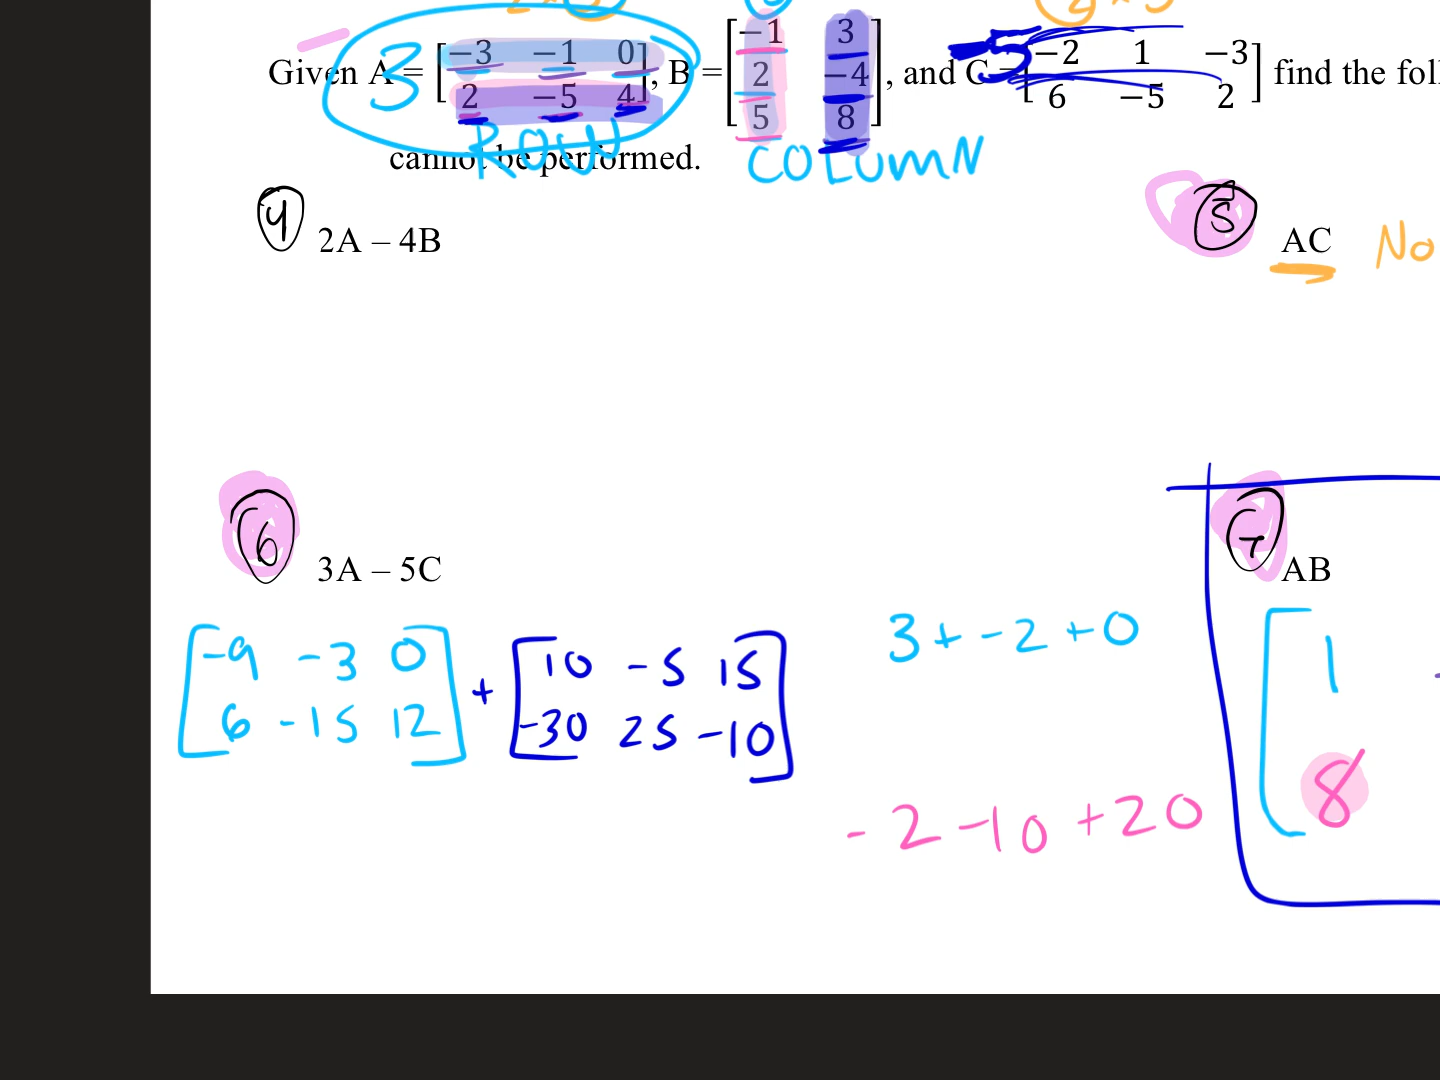 Given A = [−3 −1 0; 2 −5 4], B = [−1 3; 2 −4; 5 8], and C = [−2 1 −3; 6 −5 2] find the foll
3 -5
cannot be performed.
ROW COLUMN
4 2A – 4B
5 AC No
6 3A – 5C
7 AB
[-9 -3 0; 6 -15 12] + [10 -5 15; -30 25 -10]
3 + -2 + 0
-2 -10 +20
[1
8